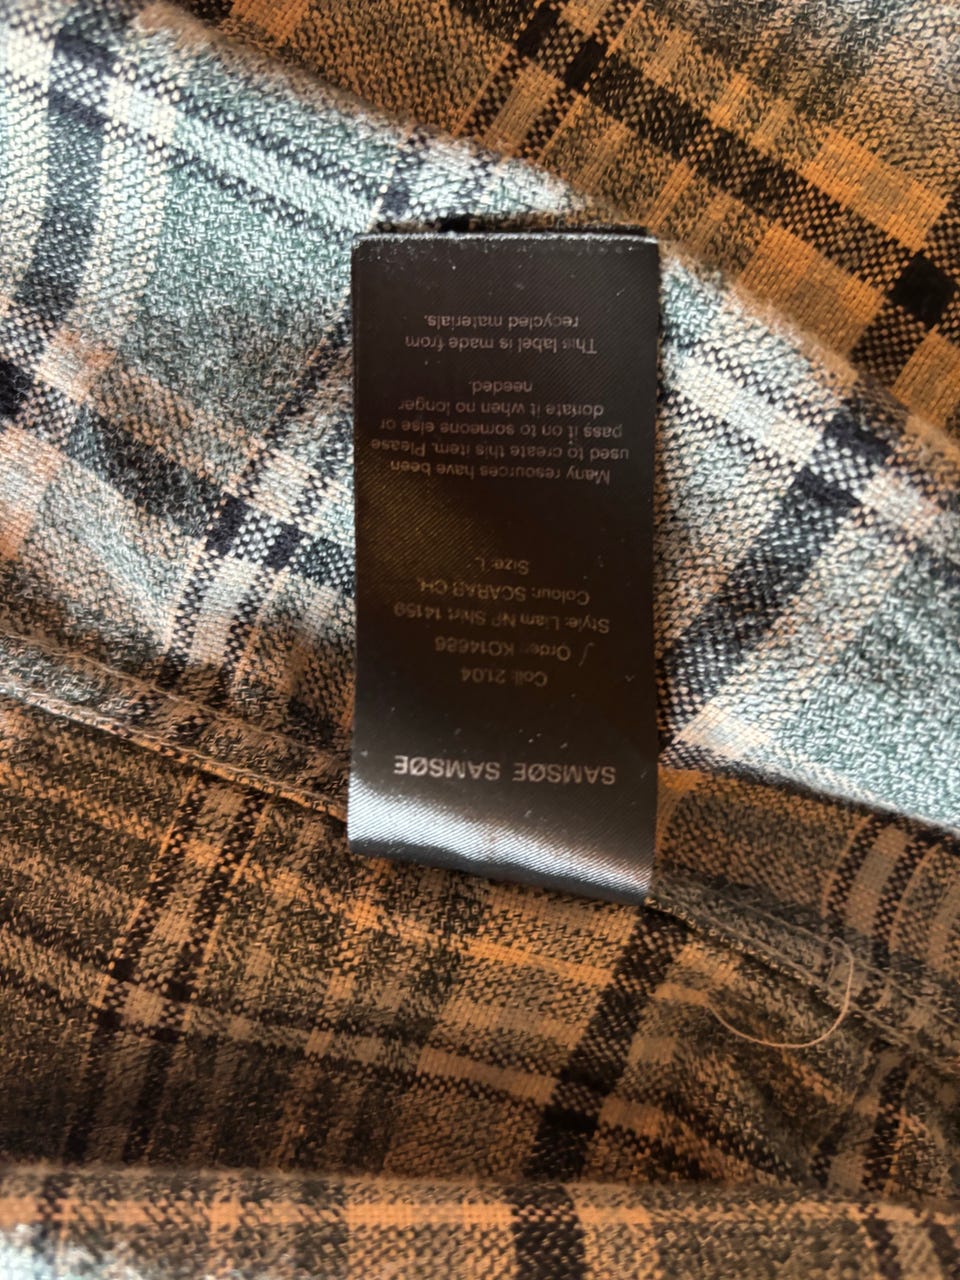 SAMSØE SAMSØE
Coll: 21.04
Order: KO14686
Style: Liam NP Shirt 14159
Colour: SCARAB CH.
Size: L
Many resources have been
used to create this item. Please
pass it on to someone else or
donate it when no longer
needed.
This label is made from
recycled materials.